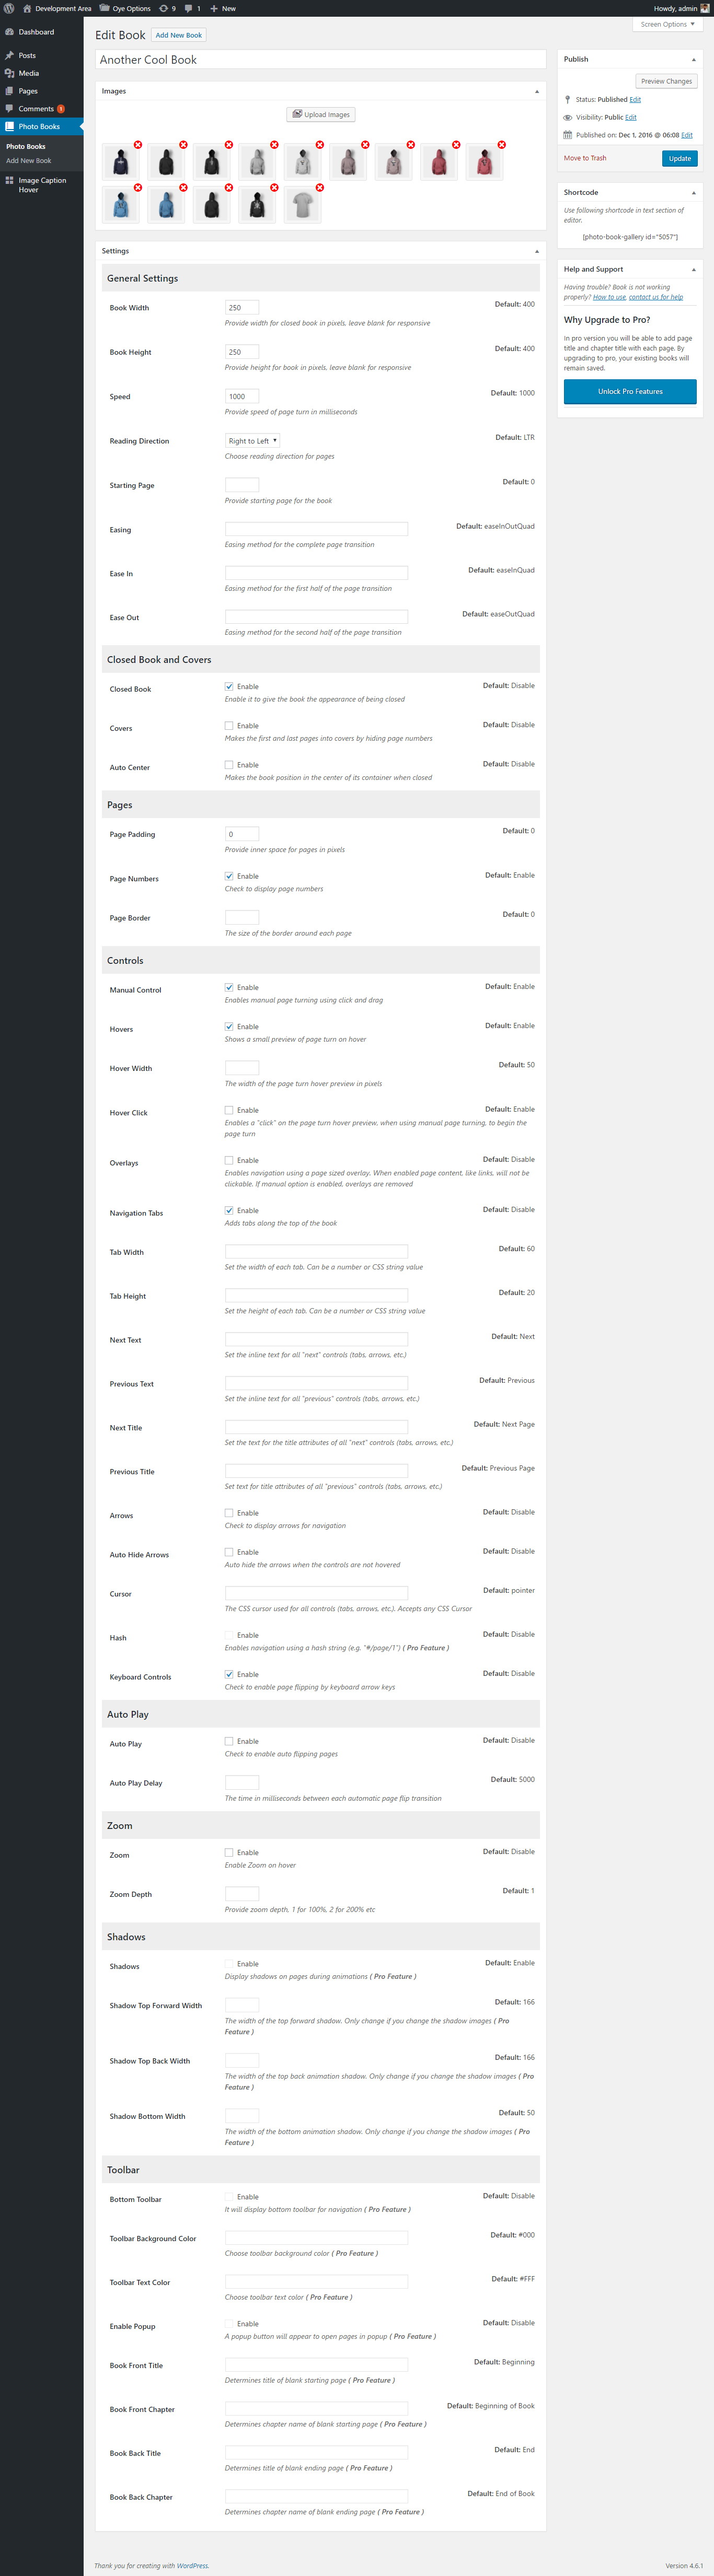 Development Area
Oye Options
9
1
New
Howdy, admin
Dashboard
Posts
Media
Pages
Comments 1
Photo Books
Photo Books
Add New Book
Image Caption
Hover
Screen Options ▼
Edit Book
Add New Book
Another Cool Book
Images
Upload Images
Settings
General Settings
Book Width
250
Default: 400
Provide width for closed book in pixels, leave blank for responsive
Book Height
250
Default: 400
Provide height for book in pixels, leave blank for responsive
Speed
1000
Default: 1000
Provide speed of page turn in milliseconds
Reading Direction
Right to Left
Default: LTR
Choose reading direction for pages
Starting Page
Default: 0
Provide starting page for the book
Easing
Default: easeInOutQuad
Easing method for the complete page transition
Ease In
Default: easeInQuad
Easing method for the first half of the page transition
Ease Out
Default: easeOutQuad
Easing method for the second half of the page transition
Closed Book and Covers
Closed Book
Enable
Default: Disable
Enable it to give the book the appearance of being closed
Covers
Enable
Default: Disable
Makes the first and last pages into covers by hiding page numbers
Auto Center
Enable
Default: Disable
Makes the book position in the center of its container when closed
Pages
Page Padding
0
Default: 0
Provide inner space for pages in pixels
Page Numbers
Enable
Default: Enable
Check to display page numbers
Page Border
Default: 0
The size of the border around each page
Controls
Manual Control
Enable
Default: Enable
Enables manual page turning using click and drag
Hovers
Enable
Default: Enable
Shows a small preview of page turn on hover
Hover Width
Default: 50
The width of the page turn hover preview in pixels
Hover Click
Enable
Default: Enable
Enables a "click" on the page turn hover preview, when using manual page turning, to begin the
page turn
Overlays
Enable
Default: Disable
Enables navigation using a page sized overlay. When enabled page content, like links, will not be
clickable. If manual option is enabled, overlays are removed
Navigation Tabs
Enable
Default: Disable
Adds tabs along the top of the book
Tab Width
Default: 60
Set the width of each tab. Can be a number or CSS string value
Tab Height
Default: 20
Set the height of each tab. Can be a number or CSS string value
Next Text
Default: Next
Set the inline text for all "next" controls (tabs, arrows, etc.)
Previous Text
Default: Previous
Set the inline text for all "previous" controls (tabs, arrows, etc.)
Next Title
Default: Next Page
Set the text for the title attributes of all "next" controls (tabs, arrows, etc.)
Previous Title
Default: Previous Page
Set text for title attributes of all "previous" controls (tabs, arrows, etc.)
Arrows
Enable
Default: Disable
Check to display arrows for navigation
Auto Hide Arrows
Enable
Default: Disable
Auto hide the arrows when the controls are not hovered
Cursor
Default: pointer
The CSS cursor used for all controls (tabs, arrows, etc.). Accepts any CSS Cursor
Hash
Enable
Default: Disable
Enables navigation using a hash string (e.g. "#/page/1") ( Pro Feature )
Keyboard Controls
Enable
Default: Disable
Check to enable page flipping by keyboard arrow keys
Auto Play
Auto Play
Enable
Default: Disable
Check to enable auto flipping pages
Auto Play Delay
Default: 5000
The time in milliseconds between each automatic page flip transition
Zoom
Zoom
Enable
Default: Disable
Enable Zoom on hover
Zoom Depth
Default: 1
Provide zoom depth. 1 for 100%, 2 for 200% etc
Shadows
Shadows
Enable
Default: Enable
Display shadows on pages during animations ( Pro Feature )
Shadow Top Forward Width
Default: 166
The width of the top forward shadow. Only change if you change the shadow images ( Pro
Feature )
Shadow Top Back Width
Default: 166
The width of the top back animation shadow. Only change if you change the shadow images ( Pro
Feature )
Shadow Bottom Width
Default: 50
The width of the bottom animation shadow. Only change if you change the shadow images ( Pro
Feature )
Toolbar
Bottom Toolbar
Enable
Default: Disable
It will display bottom toolbar for navigation ( Pro Feature )
Toolbar Background Color
Default: #000
Choose toolbar background color ( Pro Feature )
Toolbar Text Color
Default: #FFF
Choose toolbar text color ( Pro Feature )
Enable Popup
Enable
Default: Disable
A popup button will appear to open pages in popup ( Pro Feature )
Book Front Title
Default: Beginning
Determines title of blank starting page ( Pro Feature )
Book Front Chapter
Default: Beginning of Book
Determines chapter name of blank starting page ( Pro Feature )
Book Back Title
Default: End
Determines title of blank ending page ( Pro Feature )
Book Back Chapter
Default: End of Book
Determines chapter name of blank ending page ( Pro Feature )
Publish
Preview Changes
Status: Published Edit
Visibility: Public Edit
Published on: Dec 1, 2016 @ 06:08 Edit
Move to Trash
Update
Shortcode
Use following shortcode in text section of
editor.
[photo-book-gallery id="5057"]
Help and Support
Having trouble? Book is not working
properly? How to use, contact us for help
Why Upgrade to Pro?
In pro version you will be able to add page
title and chapter title with each page. By
upgrading to pro, your existing books will
remain saved.
Unlock Pro Features
Thank you for creating with WordPress.
Version 4.6.1